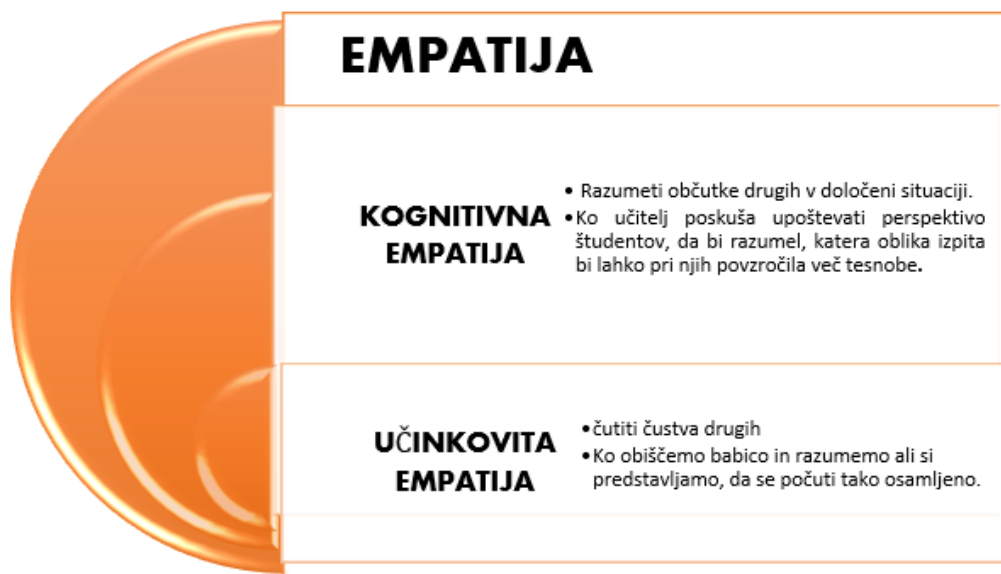 EMPATIJA
KOGNITIVNA
EMPATIJA
• Razumeti občutke drugih v določeni situaciji.
•Ko učitelj poskuša upoštevati perspektivo
študentov, da bi razumel, katera oblika izpita
bi lahko pri njih povzročila več tesnobe.
UČINKOVITA
EMPATIJA
•čutiti čustva drugih
•Ko obiščemo babico in razumemo ali si
predstavljamo, da se počuti tako osamljeno.